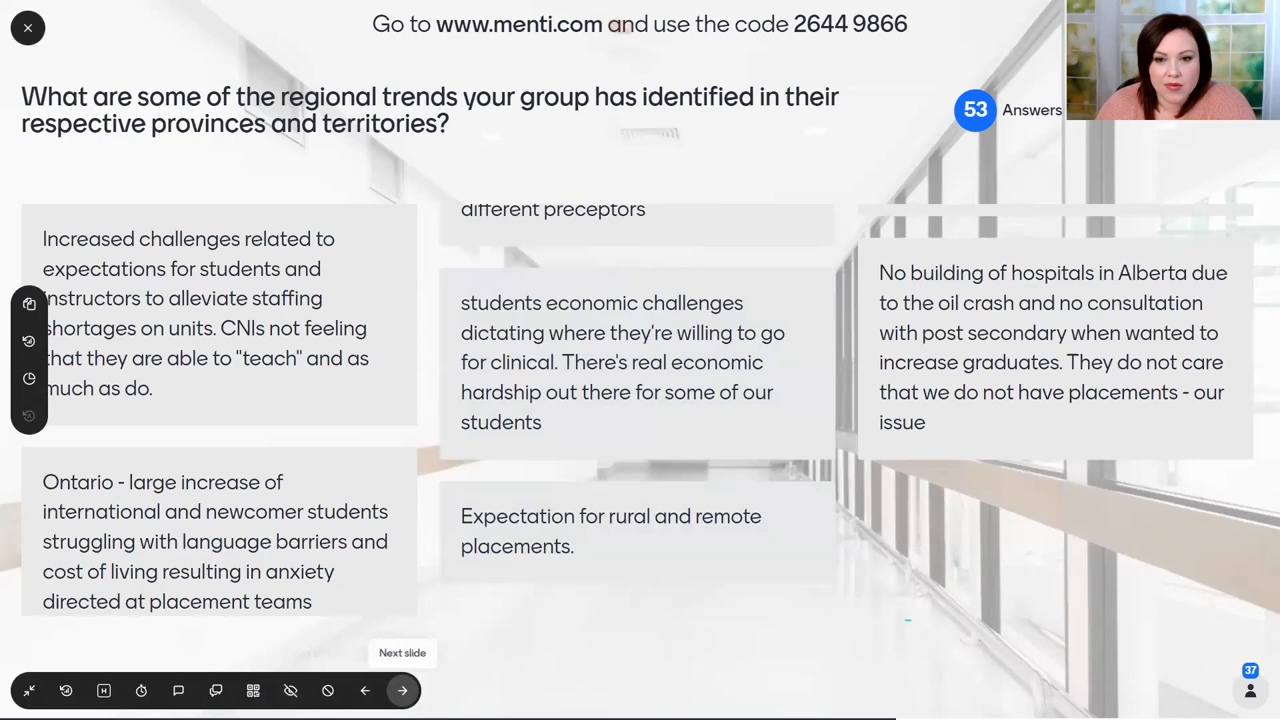 Go to www.menti.com and use the code 2644 9866
What are some of the regional trends your group has identified in their
respective provinces and territories?
53 Answers
Increased challenges related to
expectations for students and
instructors to alleviate staffing
shortages on units. CNIs not feeling
that they are able to "teach" and as
much as do.
Ontario - large increase of
international and newcomer students
struggling with language barriers and
cost of living resulting in anxiety
directed at placement teams
different preceptors
students economic challenges
dictating where they're willing to go
for clinical. There's real economic
hardship out there for some of our
students
Expectation for rural and remote
placements.
No building of hospitals in Alberta due
to the oil crash and no consultation
with post secondary when wanted to
increase graduates. They do not care
that we do not have placements - our
issue
Next slide
H
37